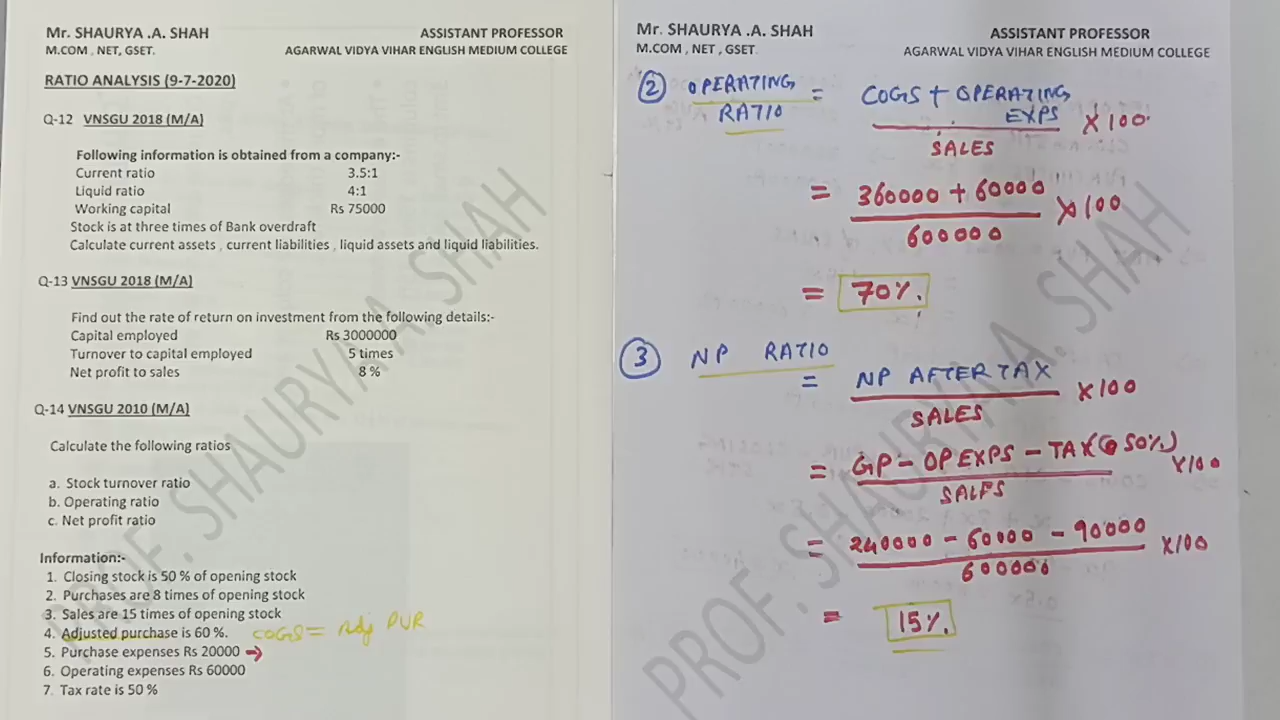 Mr. SHAURYA .A. SHAH ASSISTANT PROFESSOR
M.COM , NET, GSET. AGARWAL VIDYA VIHAR ENGLISH MEDIUM COLLEGE
RATIO ANALYSIS (9-7-2020)
Q-12 VNSGU 2018 (M/A)
Following information is obtained from a company:-
Current ratio 3.5:1
Liquid ratio 4:1
Working capital Rs 75000
Stock is at three times of Bank overdraft
Calculate current assets , current liabilities , liquid assets and liquid liabilities.
Q-13 VNSGU 2018 (M/A)
Find out the rate of return on investment from the following details:-
Capital employed Rs 3000000
Turnover to capital employed 5 times
Net profit to sales 8 %
Q-14 VNSGU 2010 (M/A)
Calculate the following ratios
a. Stock turnover ratio
b. Operating ratio
c. Net profit ratio
Information:-
1. Closing stock is 50 % of opening stock
2. Purchases are 8 times of opening stock
3. Sales are 15 times of opening stock
4. Adjusted purchase is 60 %. COGS = Adj PUR
5. Purchase expenses Rs 20000 →
6. Operating expenses Rs 60000
7. Tax rate is 50 %
PROF. SHAURYA A. SHAH
Mr. SHAURYA .A. SHAH ASSISTANT PROFESSOR
M.COM , NET , GSET. AGARWAL VIDYA VIHAR ENGLISH MEDIUM COLLEGE
② OPERATING = COGS + OPERATING
RATIO EXPS X 100
SALES
= 360000 + 60000 X 100
600000
= 70%.
③ NP RATIO
= NP AFTER TAX X 100
SALES
= GP - OP EXPS - TAX (@ 50%) X 100
SALES
= 240000 - 60000 - 90000 X 100
600000
= 15%.
PROF. SHAURYA A. SHAH